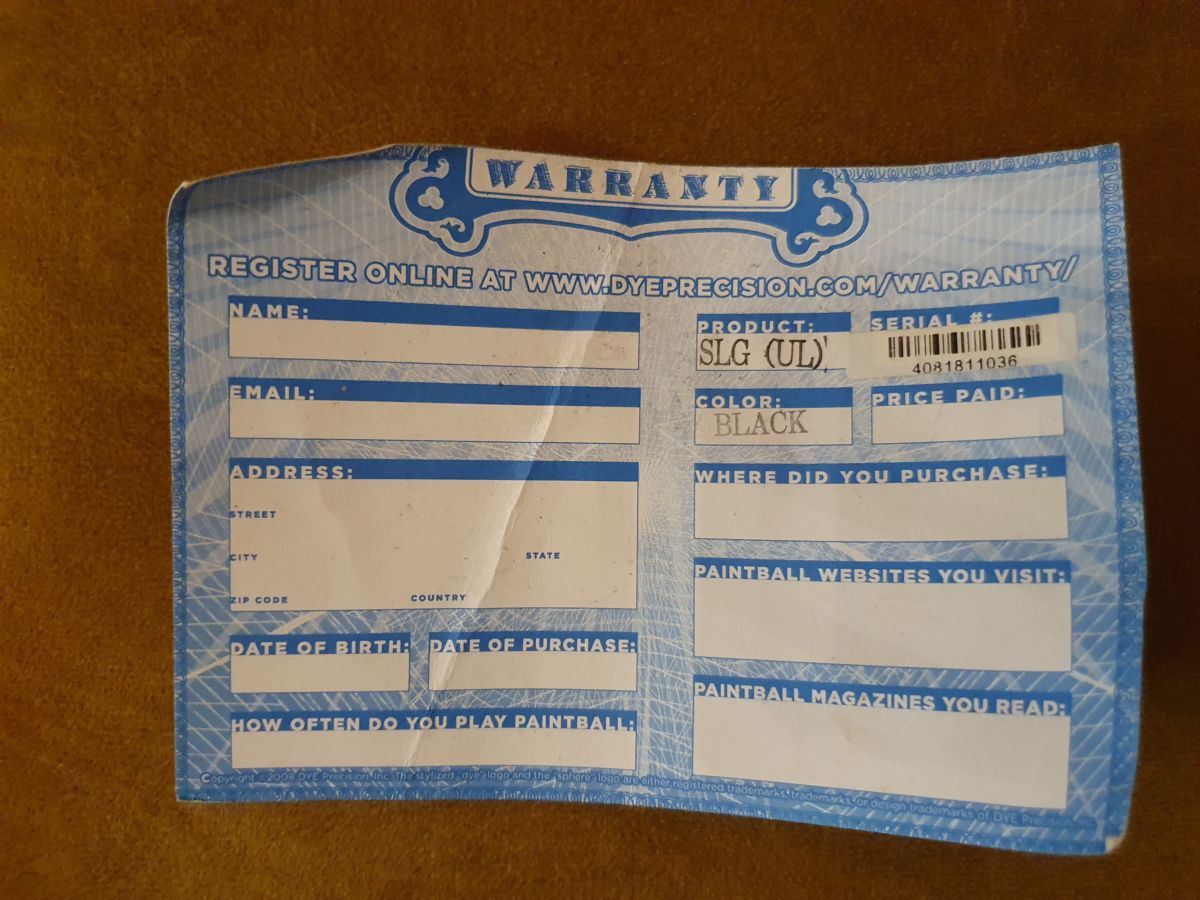 WARRANTY
REGISTER ONLINE AT WWW.DYEPRECISION.COM/WARRANTY/
NAME:
EMAIL:
ADDRESS:
STREET
CITY
STATE
ZIP CODE
COUNTRY
DATE OF BIRTH:
DATE OF PURCHASE:
HOW OFTEN DO YOU PLAY PAINTBALL:
PRODUCT:
SLG (UL)
SERIAL #:
4081811036
COLOR:
BLACK
PRICE PAID:
WHERE DID YOU PURCHASE:
PAINTBALL WEBSITES YOU VISIT:
PAINTBALL MAGAZINES YOU READ:
Copyright ©2008 DYE Precision, Inc. The stylized "dye" logo and the "sphere" logo are either registered trademarks, trademarks, or design trademarks of DYE Precision, Inc.